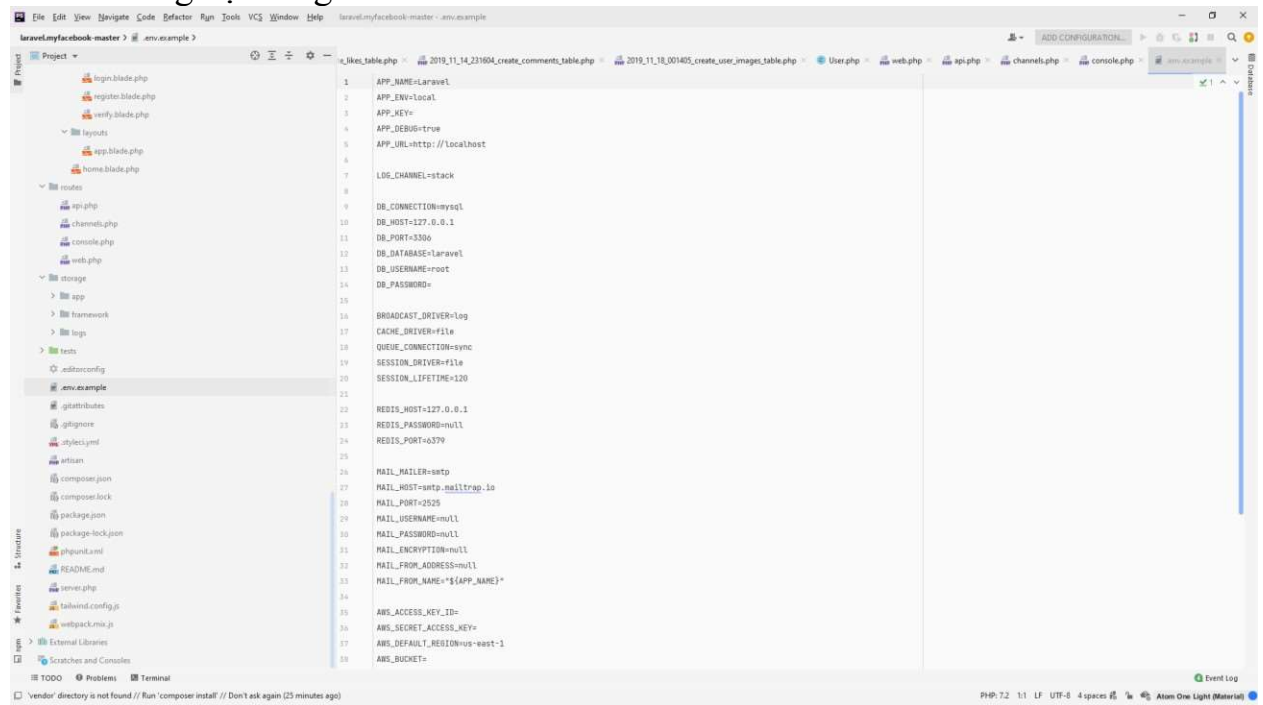 File Edit View Navigate Code Refactor Run Tools VCS Window Help laravel.myfacebook-master - .env.example
laravel.myfacebook-master > .env.example >
ADD CONFIGURATION...
Project
e_likes_table.php 2019_11_14_231604_create_comments_table.php 2019_11_18_001405_create_user_images_table.php User.php web.php api.php channels.php console.php .env.example
Project
login.blade.php
register.blade.php
verify.blade.php
layouts
app.blade.php
home.blade.php
routes
api.php
channels.php
console.php
web.php
storage
app
framework
logs
tests
.editorconfig
.env.example
.gitattributes
.gitignore
.styleci.yml
artisan
composer.json
composer.lock
package.json
package-lock.json
phpunit.xml
README.md
server.php
tailwind.config.js
webpack.mix.js
External Libraries
Scratches and Consoles
Structure
Favorites
npm
1 APP_NAME=Laravel
2 APP_ENV=local
3 APP_KEY=
4 APP_DEBUG=true
5 APP_URL=http://localhost
6
7 LOG_CHANNEL=stack
8
9 DB_CONNECTION=mysql
10 DB_HOST=127.0.0.1
11 DB_PORT=3306
12 DB_DATABASE=laravel
13 DB_USERNAME=root
14 DB_PASSWORD=
15
16 BROADCAST_DRIVER=log
17 CACHE_DRIVER=file
18 QUEUE_CONNECTION=sync
19 SESSION_DRIVER=file
20 SESSION_LIFETIME=120
21
22 REDIS_HOST=127.0.0.1
23 REDIS_PASSWORD=null
24 REDIS_PORT=6379
25
26 MAIL_MAILER=smtp
27 MAIL_HOST=smtp.mailtrap.io
28 MAIL_PORT=2525
29 MAIL_USERNAME=null
30 MAIL_PASSWORD=null
31 MAIL_ENCRYPTION=null
32 MAIL_FROM_ADDRESS=null
33 MAIL_FROM_NAME="${APP_NAME}"
34
35 AWS_ACCESS_KEY_ID=
36 AWS_SECRET_ACCESS_KEY=
37 AWS_DEFAULT_REGION=us-east-1
38 AWS_BUCKET=
1
Database
TODO Problems Terminal
Event Log
'vendor' directory is not found // Run 'composer install' // Don't ask again (25 minutes ago)
PHP: 7.2 1:1 LF UTF-8 4 spaces Atom One Light (Material)